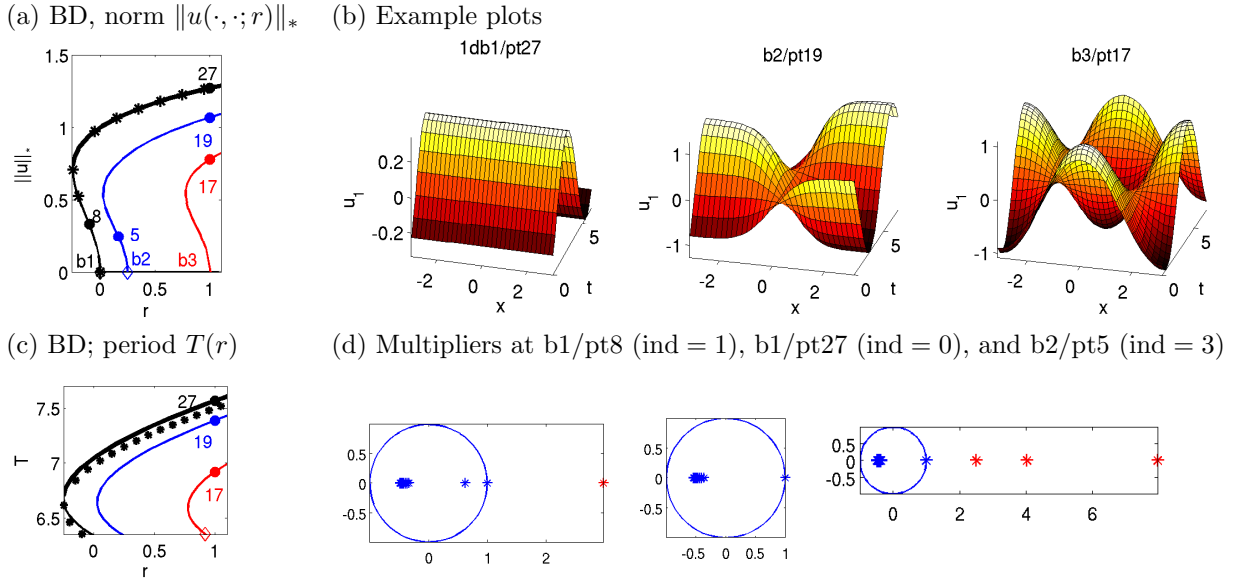 (a) BD, norm ‖u(·, ·; r)‖*
(b) Example plots
1db1/pt27
b2/pt19
b3/pt17
1.5
1
0.5
0
||u||*
27
19
17
8
5
b1
b2
b3
0
0.5
1
r
0.2
0
-0.2
u1
-2
0
2
x
0
5
t
1
0
-1
u1
-2
0
2
x
0
5
t
1
0
-1
u1
-2
0
2
x
0
5
t
(c) BD; period T(r)
(d) Multipliers at b1/pt8 (ind = 1), b1/pt27 (ind = 0), and b2/pt5 (ind = 3)
7.5
7
6.5
T
27
19
17
0
0.5
1
r
0.5
0
-0.5
0
1
2
0.5
0
-0.5
-0.5
0
0.5
1
0.5
0
-0.5
0
2
4
6